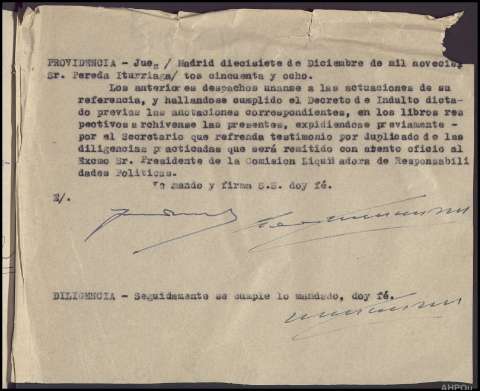 PROVIDENCIA - Jue, / Madrid diecisiete de Diciembre de mil novecie,
Sr. Pereda Iturriaga/ tos cincuenta y ocho.
Los anteriores despachos unanse a las actuaciones de su
referencia, y hallandose cumplido el Decreto de Indulto dicta-
do previas las anotaciones correspondientes, en los libros res
pectivos archivense las presentes, expidiendose previamente -
por el Secretario que refrenda testimonio por duplicado de las
diligencias practicadas que será remitido con atento oficio al
Excmo Sr. Presidente de la Comision Liquidadora de Responsabili
dades Politicas.
Lo mando y firma S.S. doy fé.
E/.
DILIGENCIA - Seguidamente se cumple lo mandado, doy fé.
AHPOu